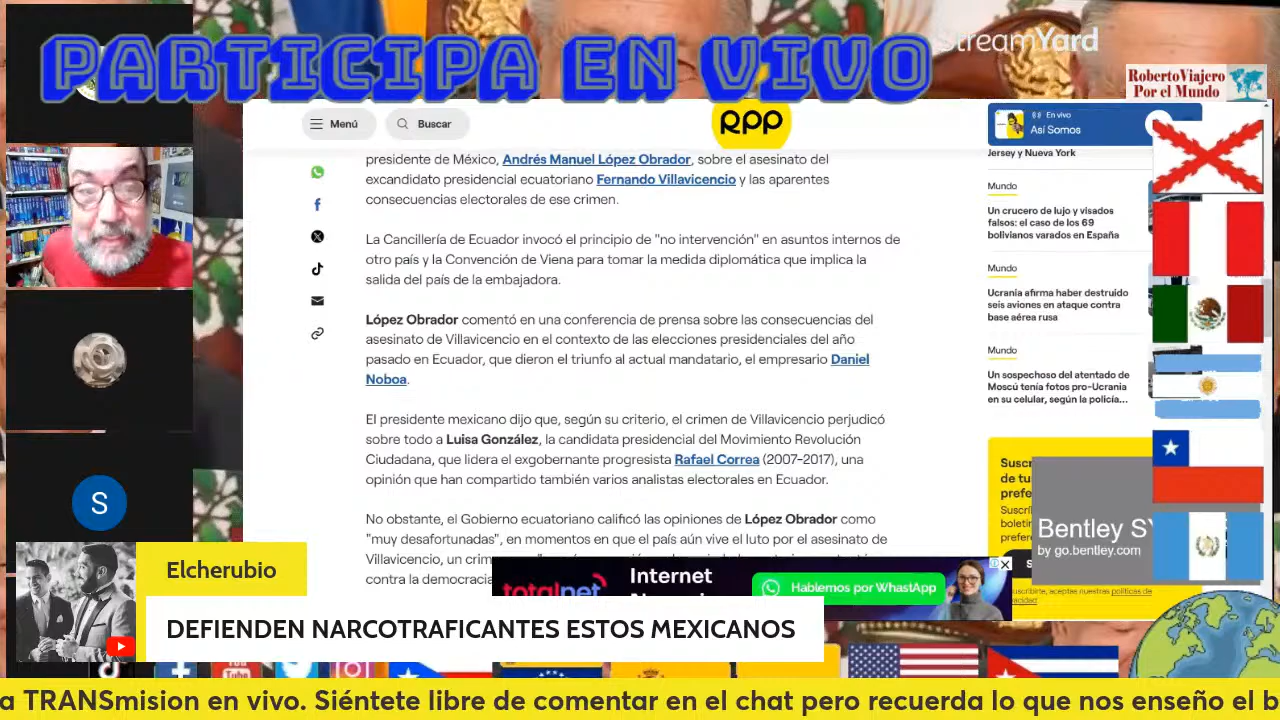 PARTICIPA EN VIVO
StreamYard
RobertoViajero
Por el Mundo
Menú
Buscar
RPP
En vivo
Así Somos
presidente de México, Andrés Manuel López Obrador, sobre el asesinato del
excandidato presidencial ecuatoriano Fernando Villavicencio y las aparentes
consecuencias electorales de ese crimen.
La Cancillería de Ecuador invocó el principio de "no intervención" en asuntos internos de
otro país y la Convención de Viena para tomar la medida diplomática que implica la
salida del país de la embajadora.
López Obrador comentó en una conferencia de prensa sobre las consecuencias del
asesinato de Villavicencio en el contexto de las elecciones presidenciales del año
pasado en Ecuador, que dieron el triunfo al actual mandatario, el empresario Daniel
Noboa.
El presidente mexicano dijo que, según su criterio, el crimen de Villavicencio perjudicó
sobre todo a Luisa González, la candidata presidencial del Movimiento Revolución
Ciudadana, que lidera el exgobernante progresista Rafael Correa (2007-2017), una
opinión que han compartido también varios analistas electorales en Ecuador.
No obstante, el Gobierno ecuatoriano calificó las opiniones de López Obrador como
"muy desafortunadas", en momentos en que el país aún vive el luto por el asesinato de
Villavicencio, un
contra la democracia
Jersey y Nueva York
Mundo
Un crucero de lujo y visados
falsos: el caso de los 69
bolivianos varados en España
Mundo
Ucrania afirma haber destruido
seis aviones en ataque contra
base aérea rusa
Mundo
Un sospechoso del atentado de
Moscú tenía fotos pro-Ucrania
en su celular, según la policía...
de tu
Bentley
by go.bentley.com
políticas de
totalnet
Internet
Hablemos por WhastApp
S
Elcherubio
DEFIENDEN NARCOTRAFICANTES ESTOS MEXICANOS
You
Tube
a TRANSmision en vivo. Siéntete libre de comentar en el chat pero recuerda lo que nos enseño el b